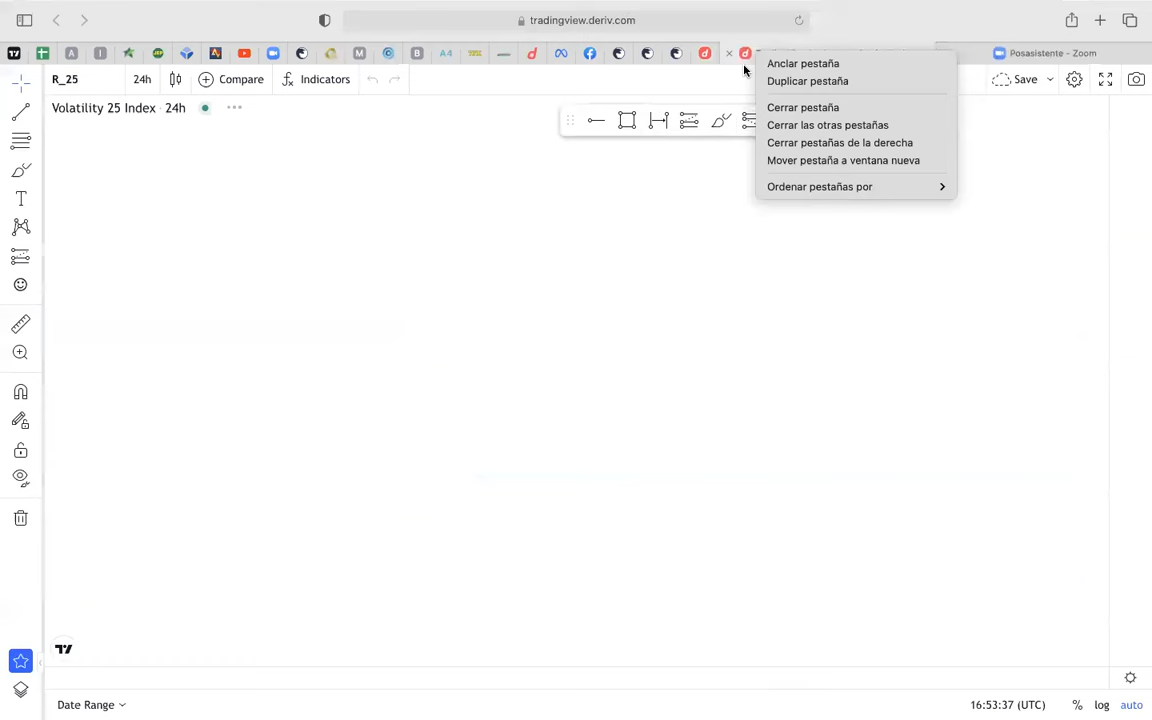 tradingview.deriv.com
A I JEP M C B A4 d d d
Posasistente - Zoom
R_25 24h Compare Indicators Save
Volatility 25 Index · 24h
Anclar pestaña
Duplicar pestaña
Cerrar pestaña
Cerrar las otras pestañas
Cerrar pestañas de la derecha
Mover pestaña a ventana nueva
Ordenar pestañas por
T
Date Range 16:53:37 (UTC) % log auto